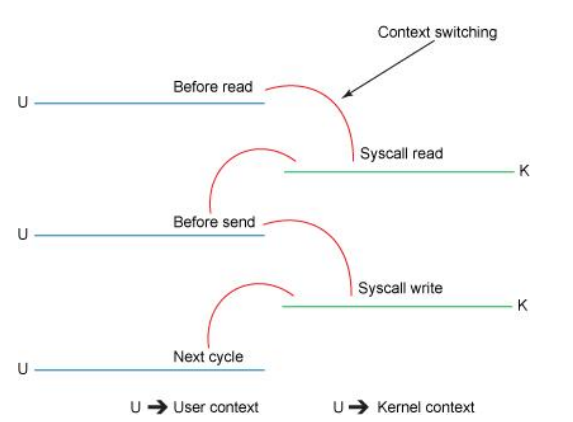 Context switching
Before read
U
Syscall read
K
Before send
U
Syscall write
K
Next cycle
U
U ➔ User context
U ➔ Kernel context